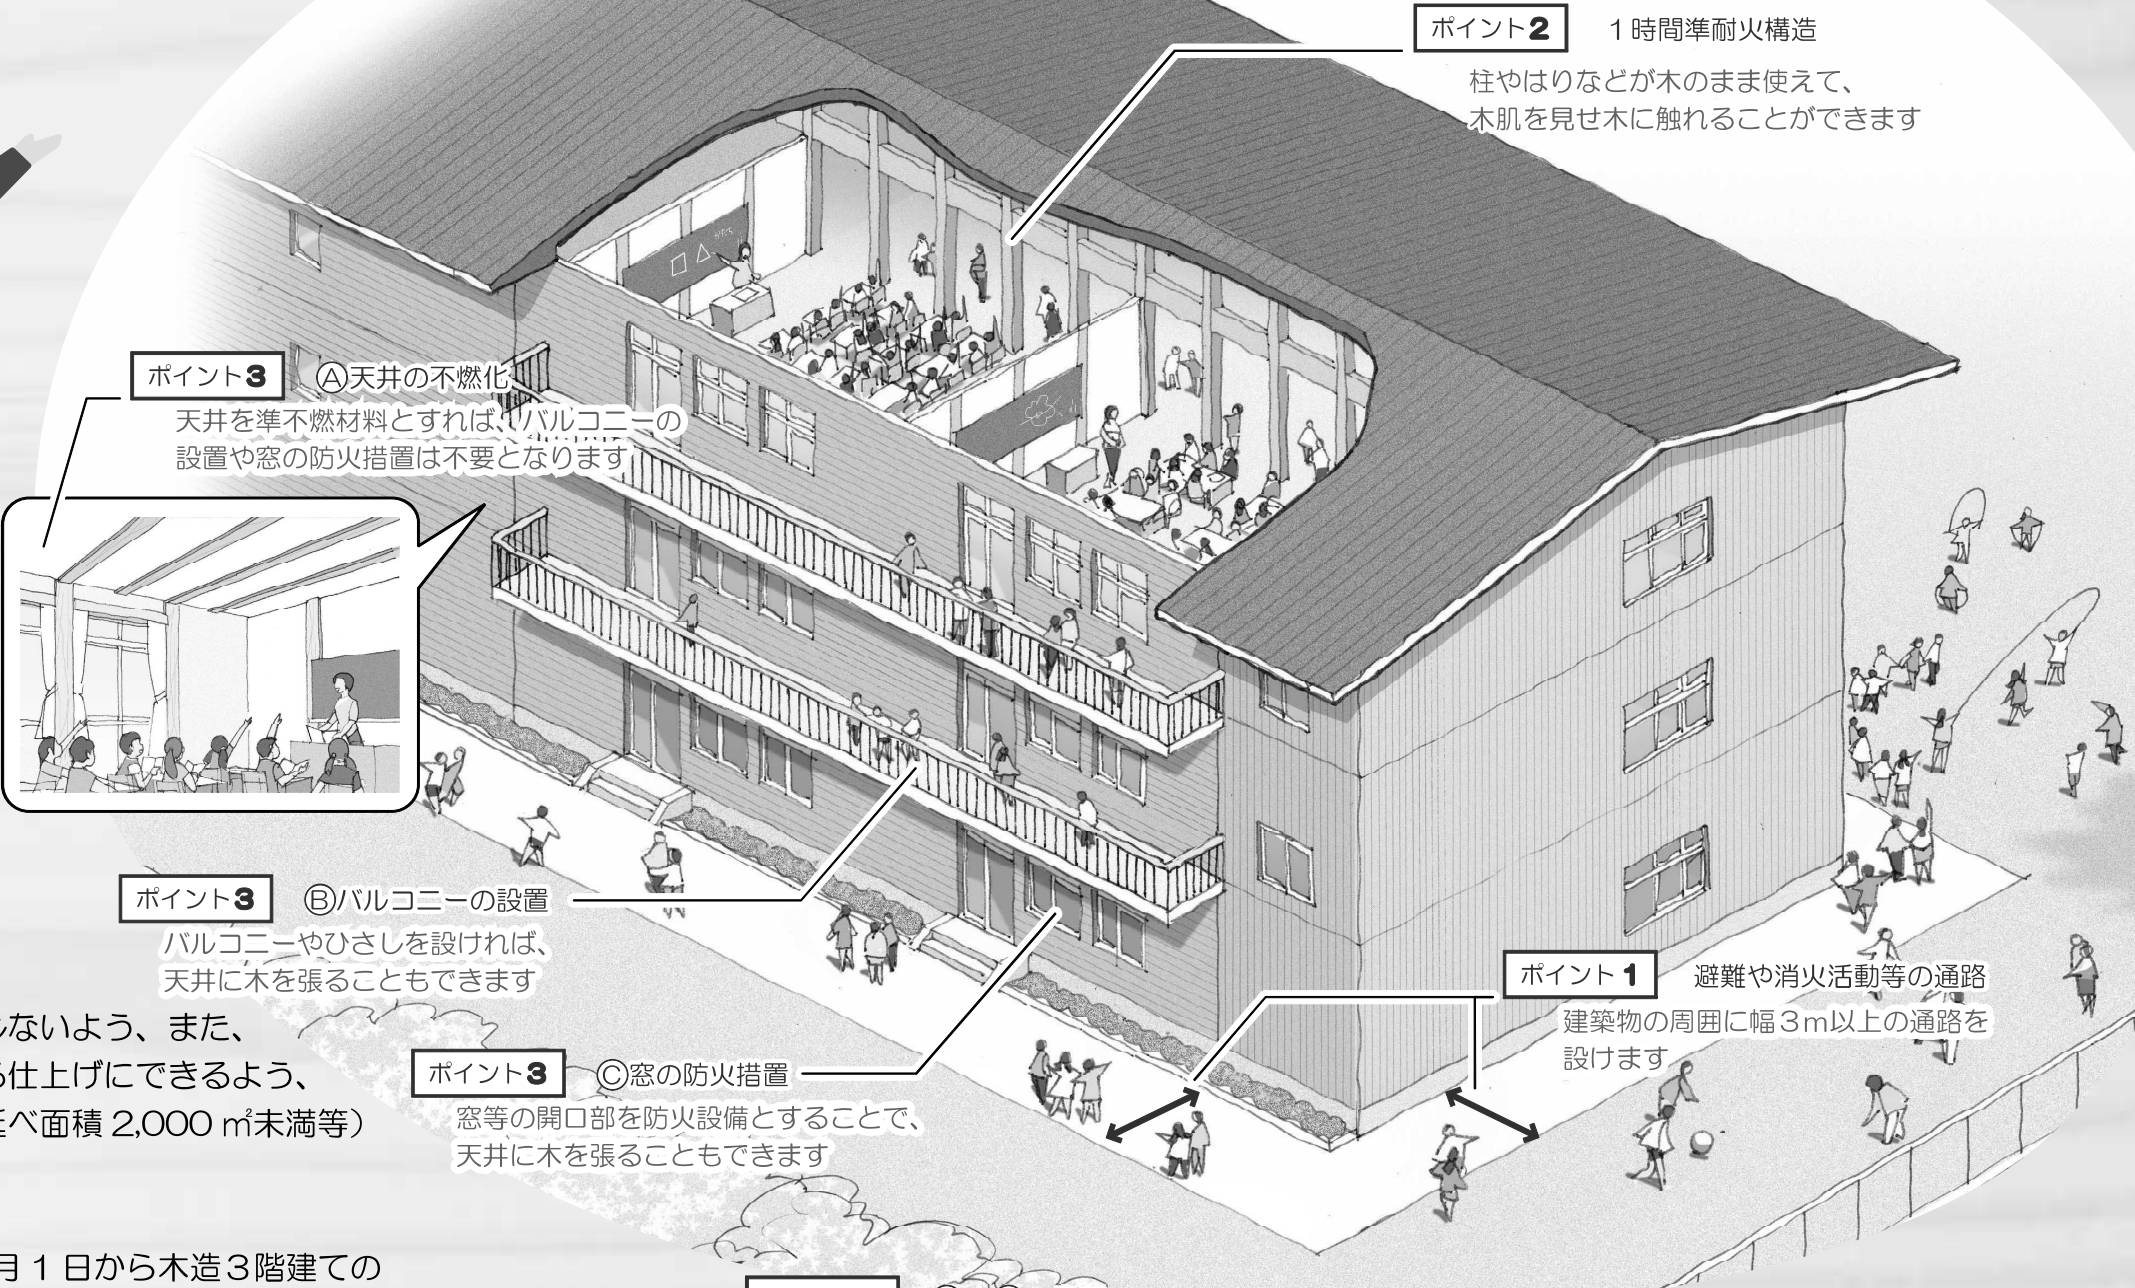 ポイント2 1時間準耐火構造
柱やはりなどが木のまま使えて、
木肌を見せ木に触れることができます
ポイント3 Ⓐ天井の不燃化
天井を準不燃材料とすれば、バルコニーの
設置や窓の防火措置は不要となります
ポイント3 Ⓑバルコニーの設置
バルコニーやひさしを設ければ、
天井に木を張ることもできます
ポイント1 避難や消火活動等の通路
建築物の周囲に幅3m以上の通路を
設けます
ポイント3 Ⓒ窓の防火措置
窓等の開口部を防火設備とすることで、
天井に木を張ることもできます
ないよう、また、
仕上げにできるよう、
べ面積 2,000 ㎡未満等)
月1日から木造3階建ての